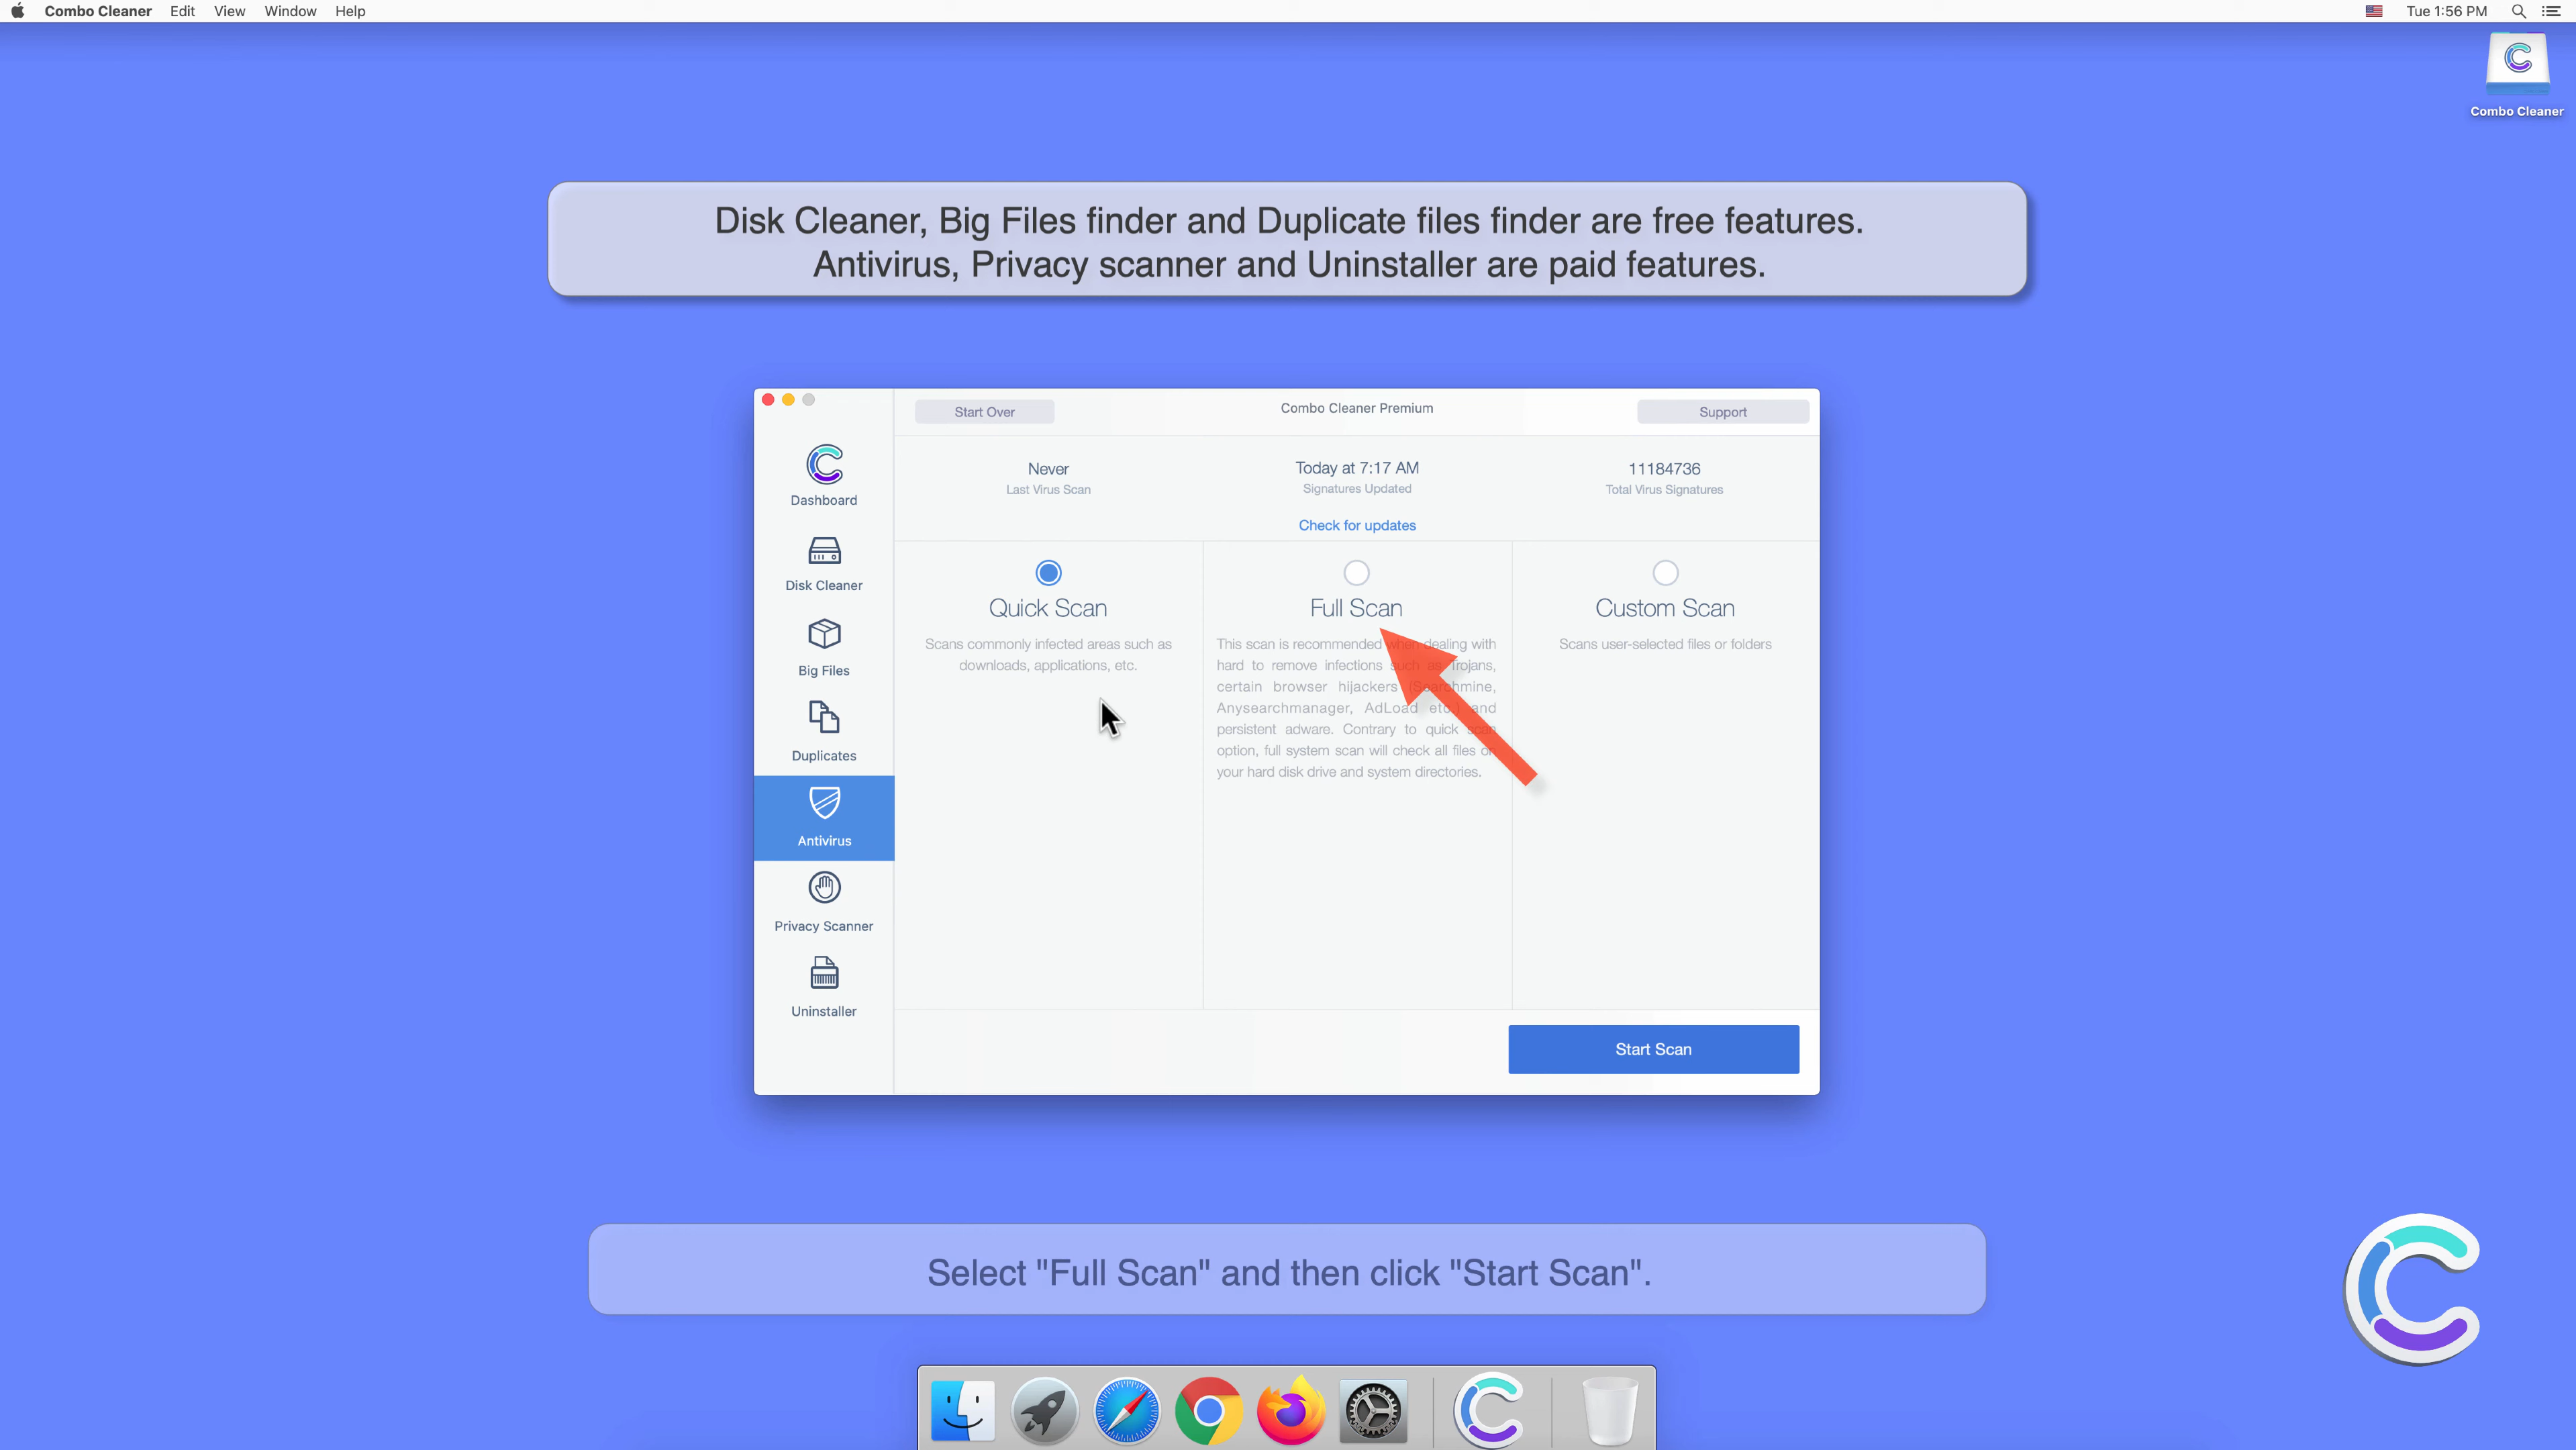 Combo Cleaner Edit View Window Help
Tue 1:56 PM
Combo Cleaner
Disk Cleaner, Big Files finder and Duplicate files finder are free features.
Antivirus, Privacy scanner and Uninstaller are paid features.
Start Over
Combo Cleaner Premium
Support
Dashboard
Disk Cleaner
Big Files
Duplicates
Antivirus
Privacy Scanner
Uninstaller
Never
Last Virus Scan
Today at 7:17 AM
Signatures Updated
11184736
Total Virus Signatures
Check for updates
Quick Scan
Scans commonly infected areas such as
downloads, applications, etc.
Full Scan
This scan is recommended when dealing with
hard to remove infections such as Trojans,
certain browser hijackers (Searchmine,
Anysearchmanager, AdLoad etc.) and
persistent adware. Contrary to quick scan
option, full system scan will check all files on
your hard disk drive and system directories.
Custom Scan
Scans user-selected files or folders
Start Scan
Select "Full Scan" and then click "Start Scan".